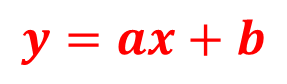 y = ax + b